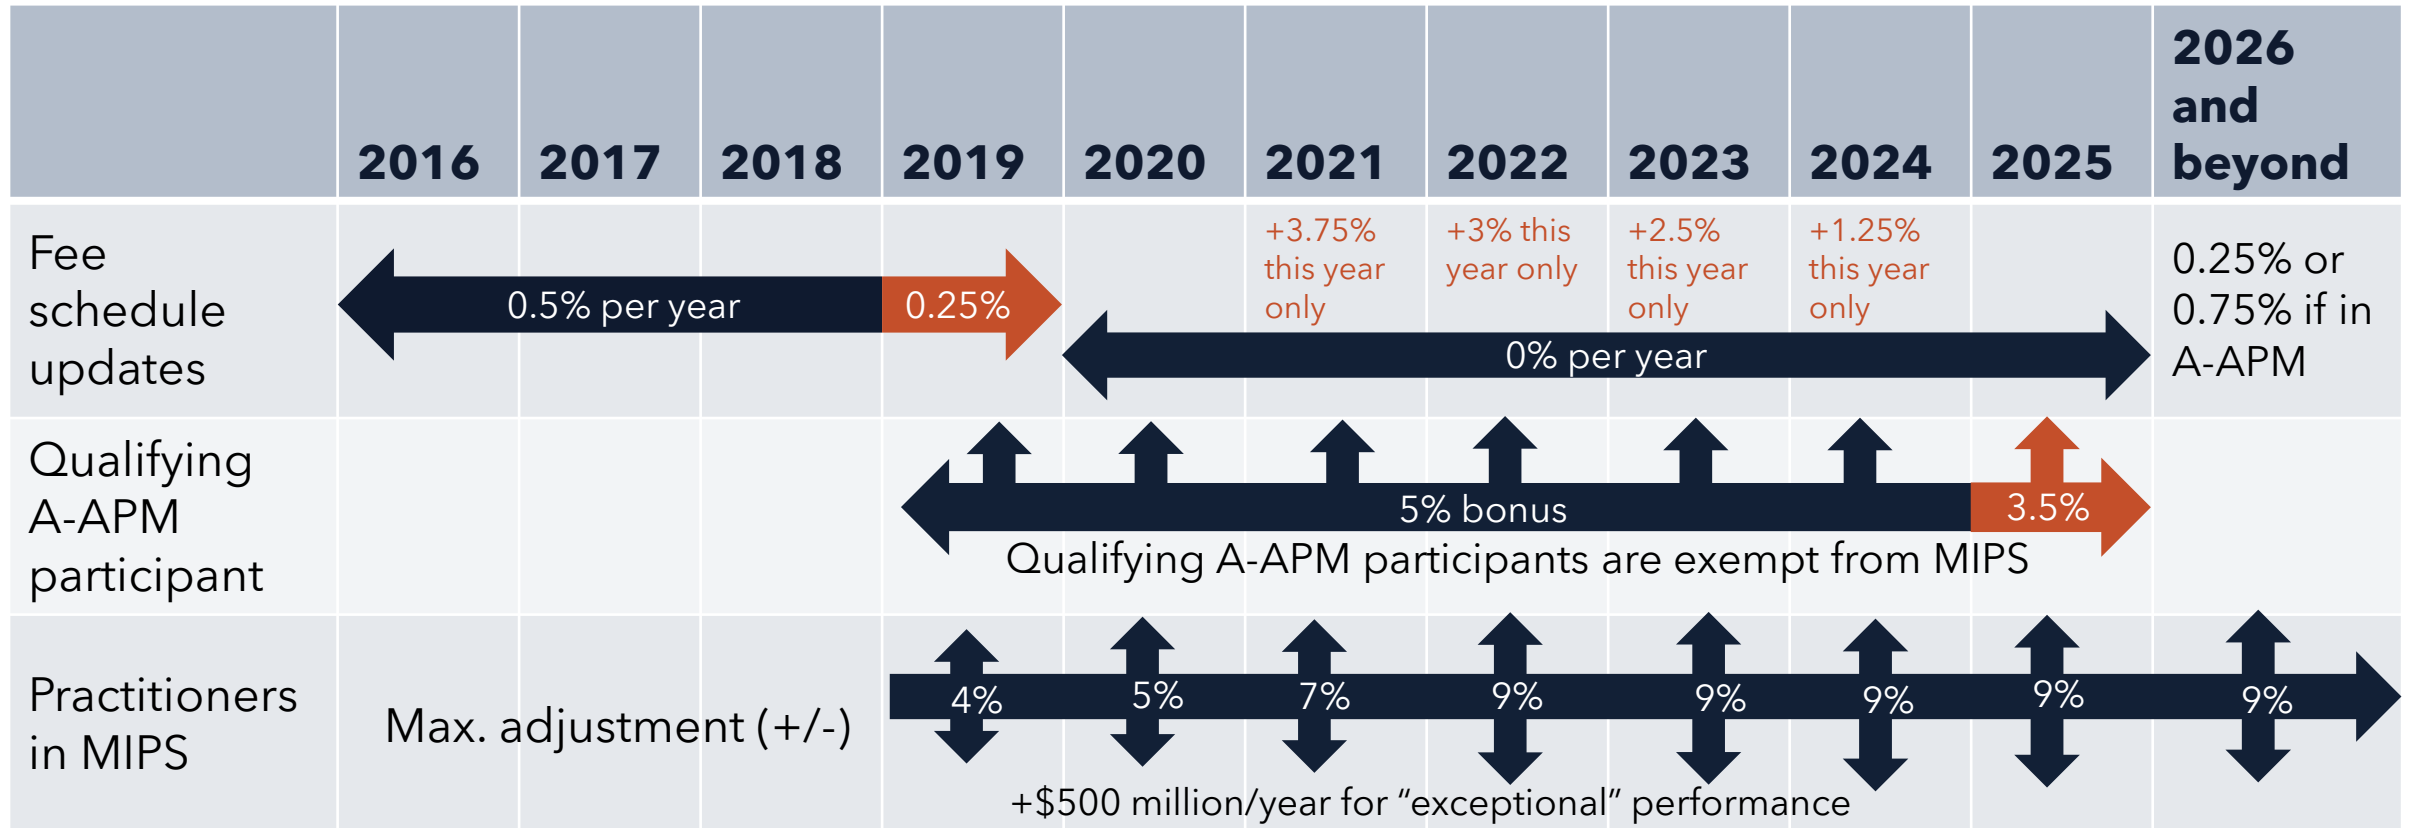 2016
2017
2018
2019
2020
2021
2022
2023
2024
2025
2026
and
beyond
Fee
schedule
updates
0.5% per year
0.25%
+3.75%
this year
only
+3% this
year only
+2.5%
this year
only
+1.25%
this year
only
0% per year
0.25% or
0.75% if in
A-APM
Qualifying
A-APM
participant
5% bonus
3.5%
Qualifying A-APM participants are exempt from MIPS
Practitioners
in MIPS
Max. adjustment (+/-)
4%
5%
7%
9%
9%
9%
9%
9%
+$500 million/year for “exceptional” performance